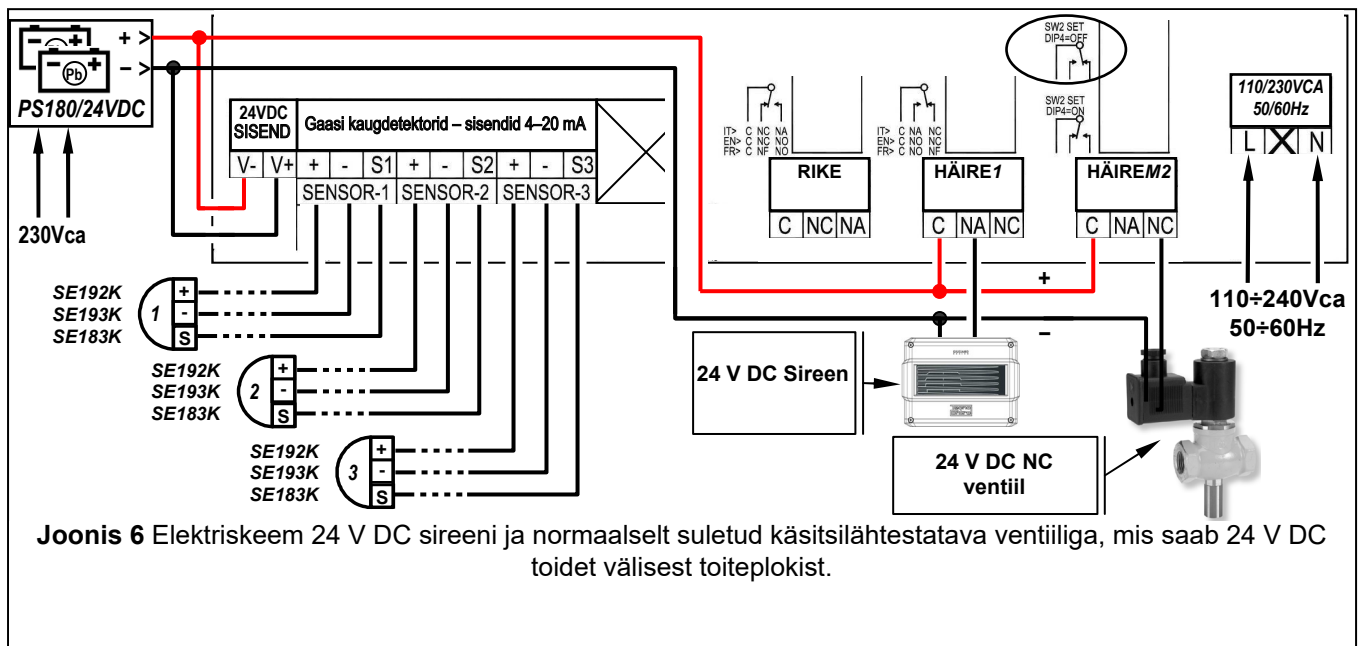 SW2 SET
DIP4=OFF
+ >
− >
- +
- Pb +
PS180/24VDC
110/230VCA
50/60Hz
L X N
24VDC
SISEND
Gaasi kaugdetektorid – sisendid 4–20 mA
V- V+ + - S1 + - S2 + - S3
SENSOR-1 SENSOR-2 SENSOR-3
IT> C NC NA
EN> C NC NO
FR> C NF NO
IT> C NA NC
EN> C NO NC
FR> C NO NF
SW2 SET
DIP4=ON
RIKE
C NC NA
HÄIRE1
C NA NC
HÄIREM2
C NA NC
230Vca
+
−
110÷240Vca
50÷60Hz
SE192K
SE193K
SE183K
1
+
-
S
SE192K
SE193K
SE183K
2
+
-
S
SE192K
SE193K
SE183K
3
+
-
S
24 V DC Sireen
24 V DC NC
ventiil
Joonis 6 Elektriskeem 24 V DC sireeni ja normaalselt suletud käsitsilähtestatava ventiiliga, mis saab 24 V DC
toidet välisest toiteplokist.